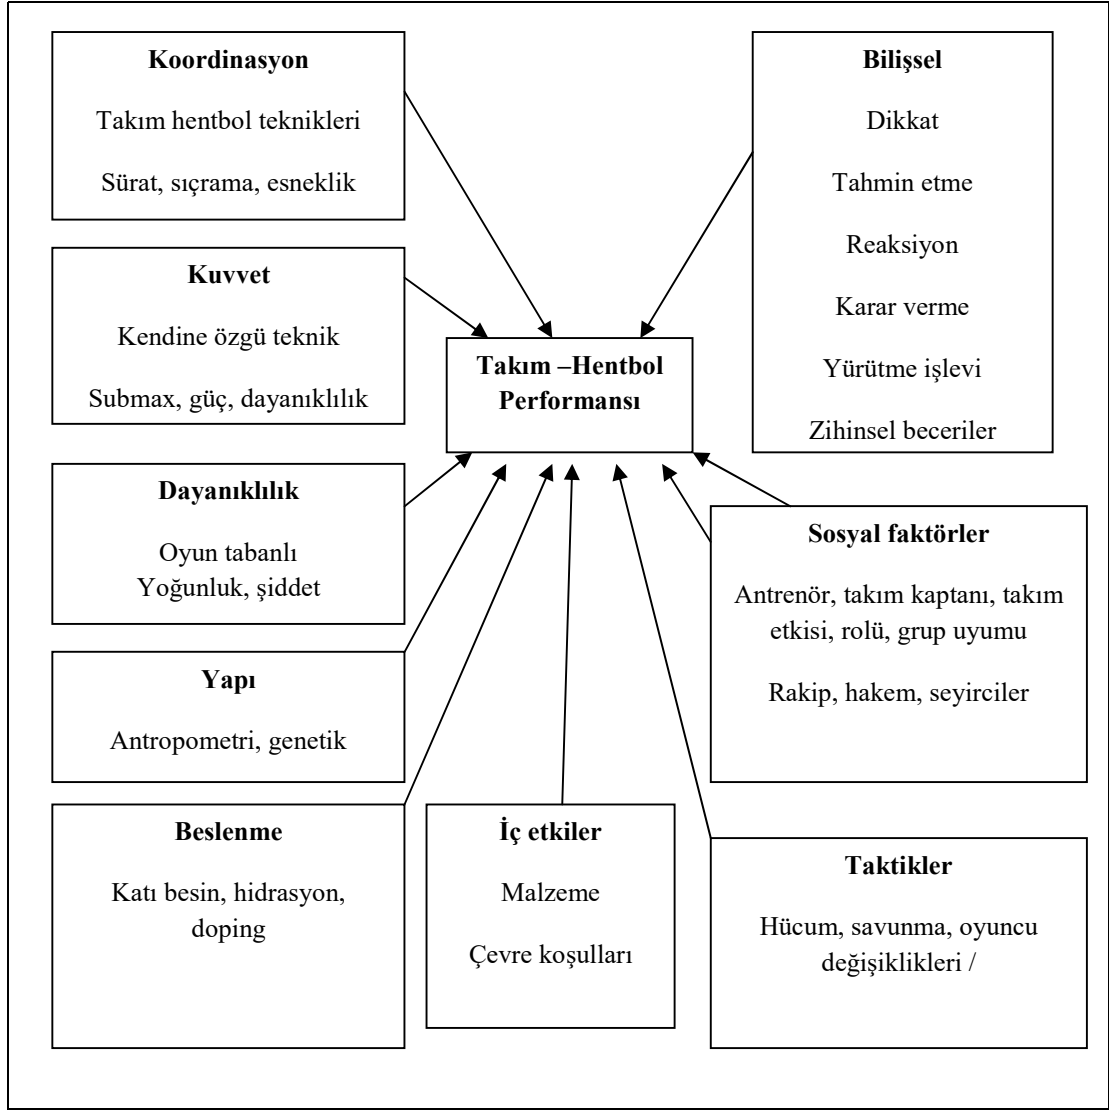 Koordinasyon
Takım hentbol teknikleri
Sürat, sıçrama, esneklik
Kuvvet
Kendine özgü teknik
Submax, güç, dayanıklılık
Dayanıklılık
Oyun tabanlı
Yoğunluk, şiddet
Yapı
Antropometri, genetik
Beslenme
Katı besin, hidrasyon,
doping
Takım –Hentbol
Performansı
İç etkiler
Malzeme
Çevre koşulları
Bilişsel
Dikkat
Tahmin etme
Reaksiyon
Karar verme
Yürütme işlevi
Zihinsel beceriler
Sosyal faktörler
Antrenör, takım kaptanı, takım
etkisi, rolü, grup uyumu
Rakip, hakem, seyirciler
Taktikler
Hücum, savunma, oyuncu
değişiklikleri /